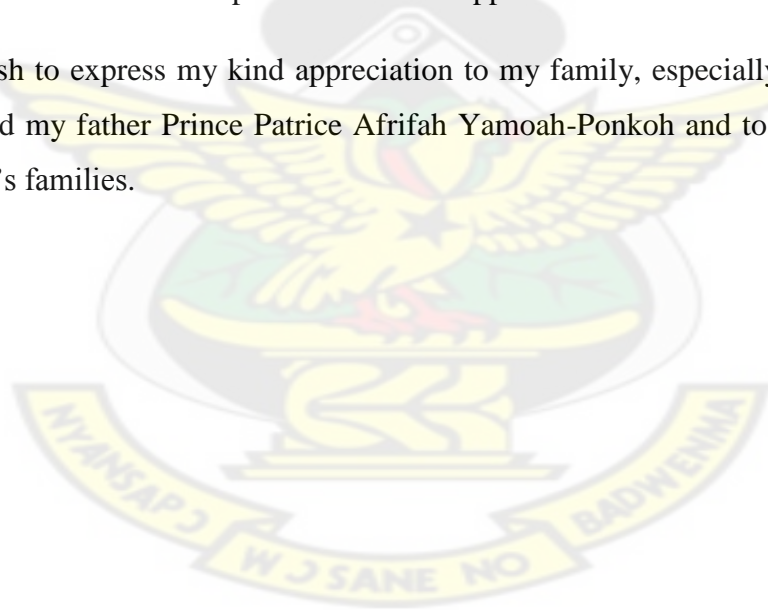 sh to express my kind appreciation to my family, especially
d my father Prince Patrice Afrifah Yamoah-Ponkoh and to
's families.
NYANSAPƆ WƆSANE NO BADWENMA